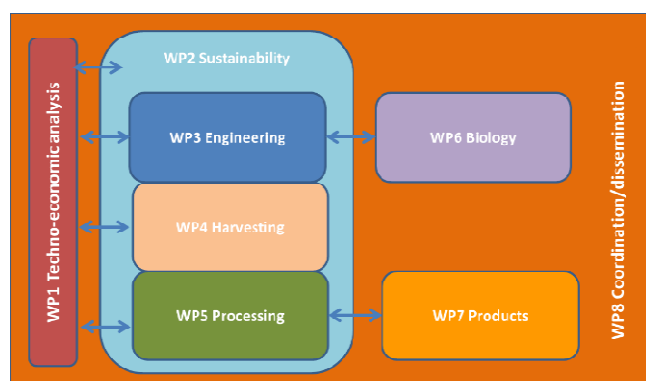 WP1 Techno-economic analysis
WP2 Sustainability
WP3 Engineering
WP6 Biology
WP4 Harvesting
WP5 Processing
WP7 Products
WP8 Coordination/dissemination